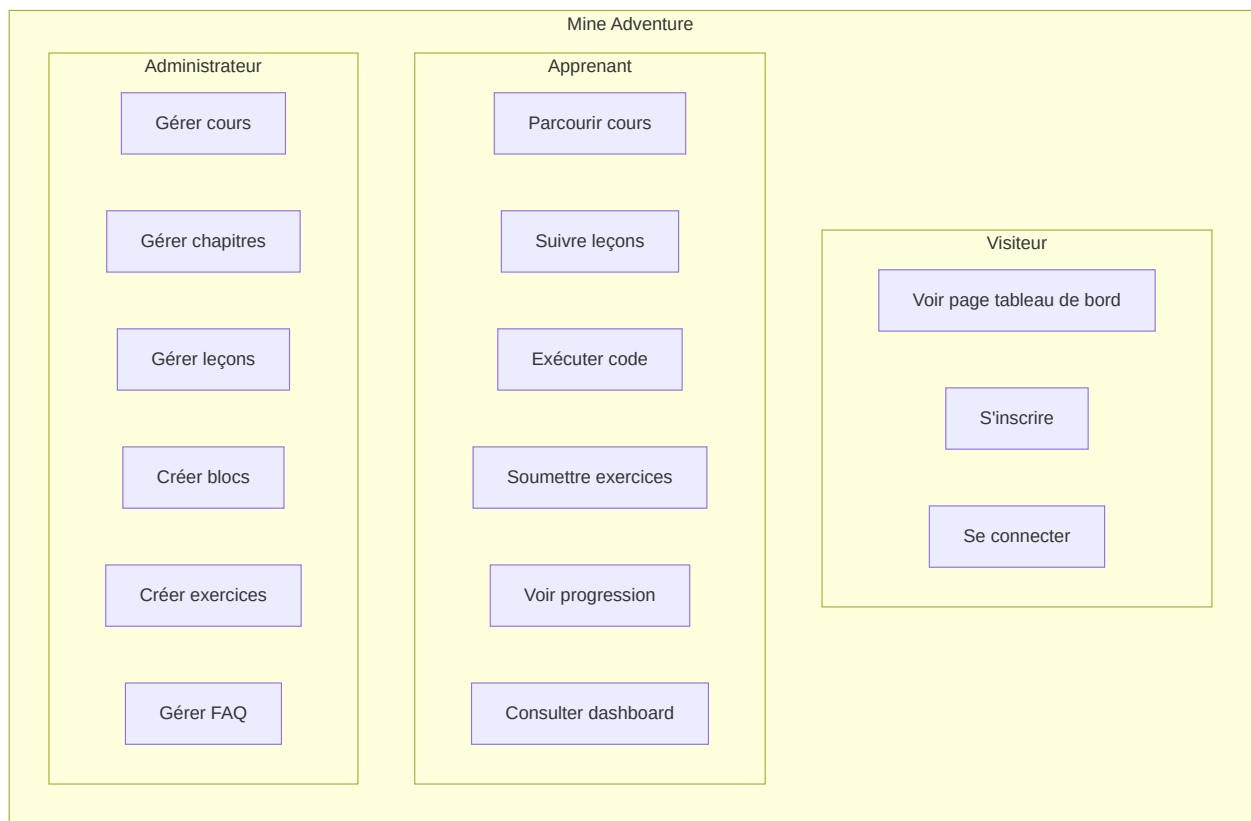 Mine Adventure
Administrateur
Gérer cours
Gérer chapitres
Gérer leçons
Créer blocs
Créer exercices
Gérer FAQ
Apprenant
Parcourir cours
Suivre leçons
Exécuter code
Soumettre exercices
Voir progression
Consulter dashboard
Visiteur
Voir page tableau de bord
S'inscrire
Se connecter